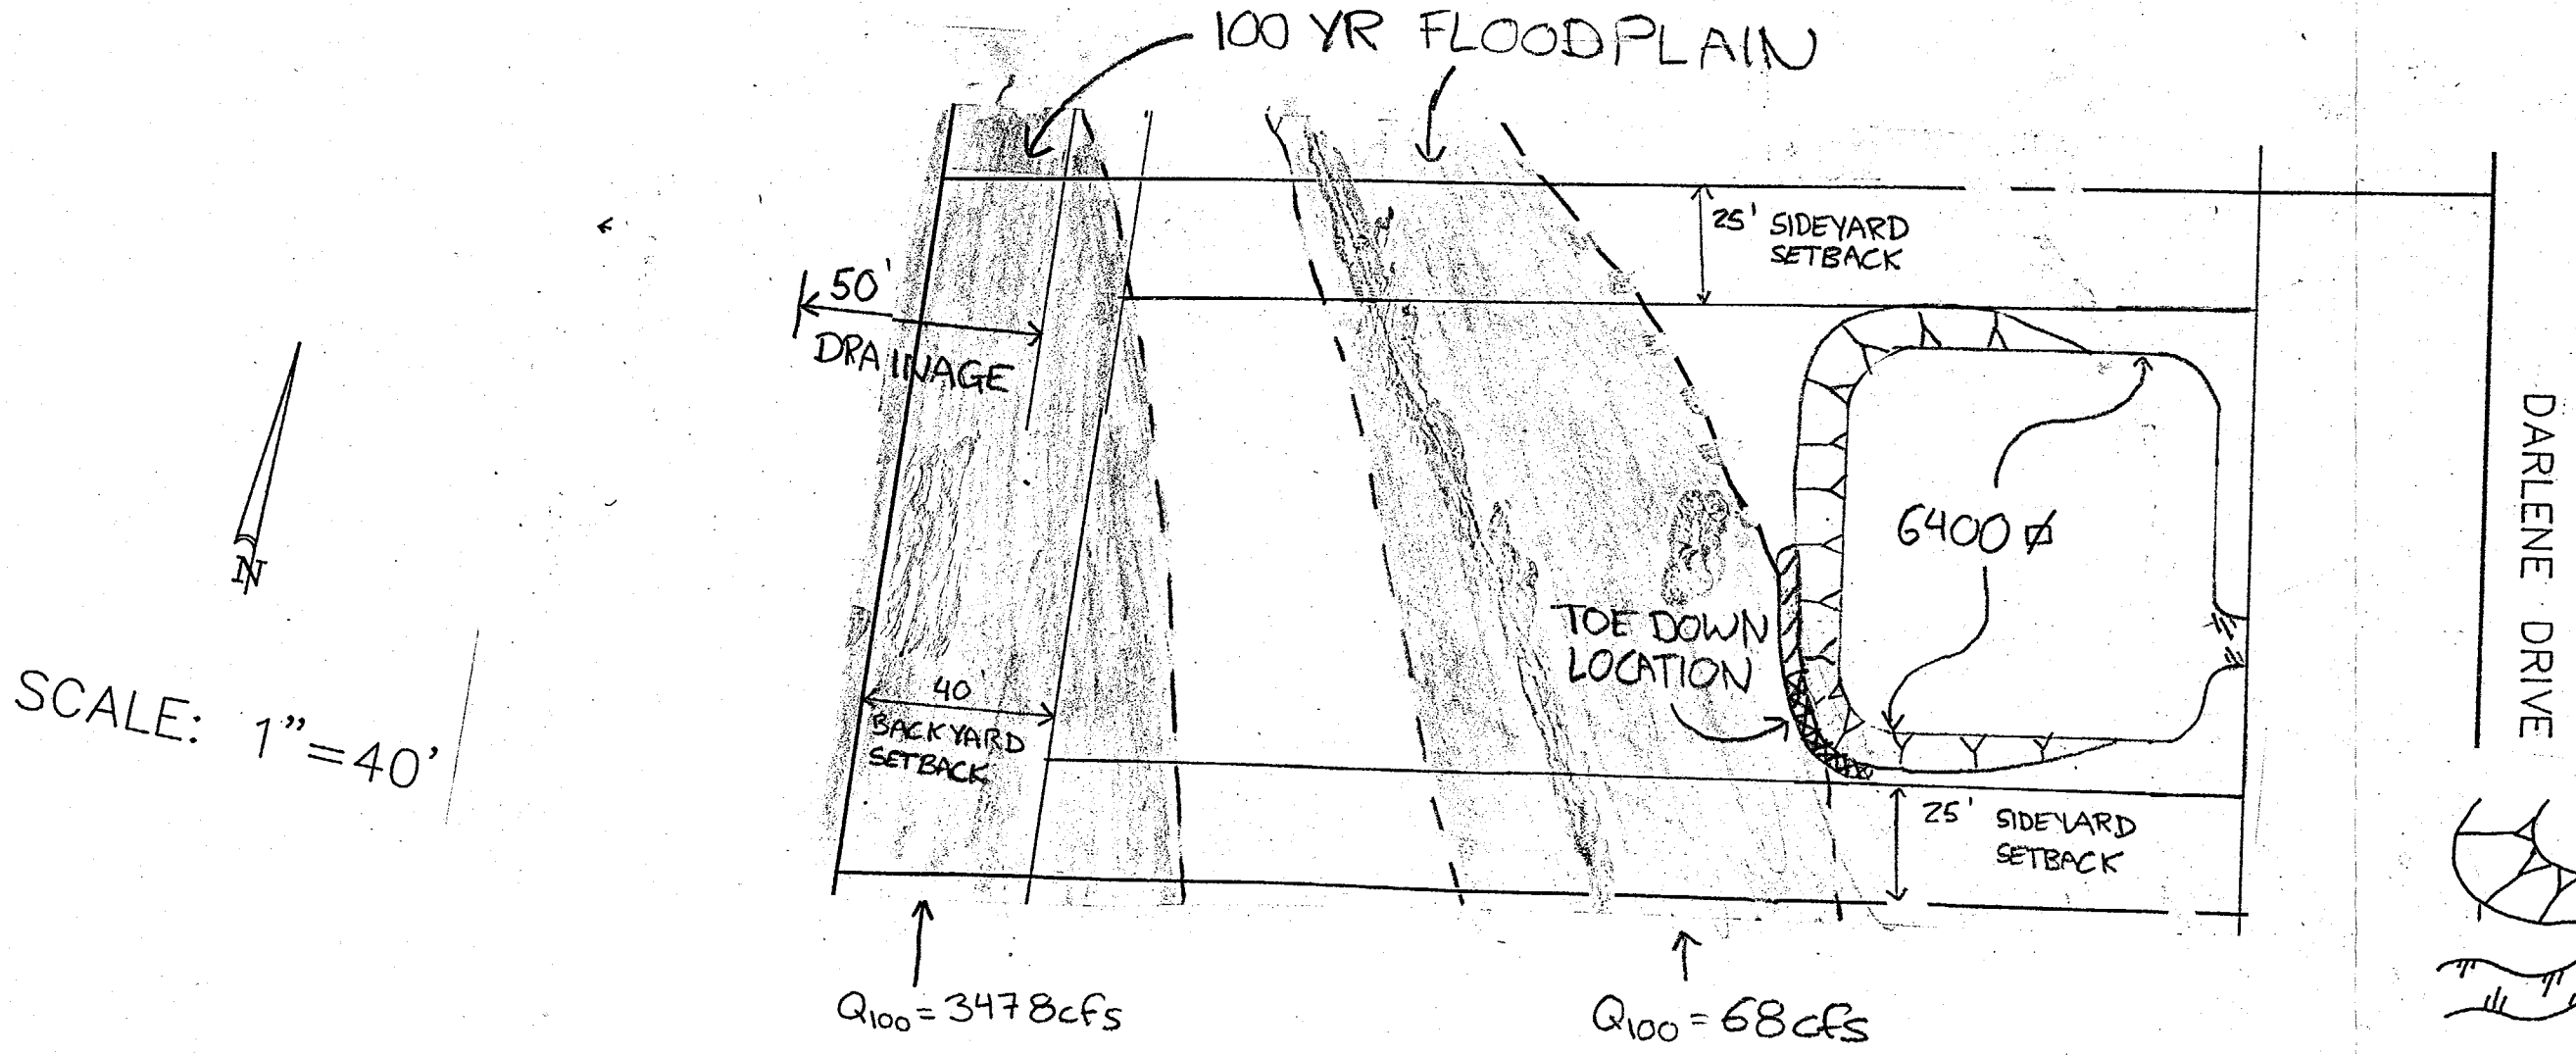 100 YR FLOODPLAIN
25' SIDEYARD
SETBACK
50'
DRAINAGE
DARLENE DRIVE
6400 ⌀
TOE DOWN
LOCATION
N
SCALE: 1"=40'
40'
BACKYARD
SETBACK
25' SIDEYARD
SETBACK
Q100 = 3478cfs
Q100 = 68cfs